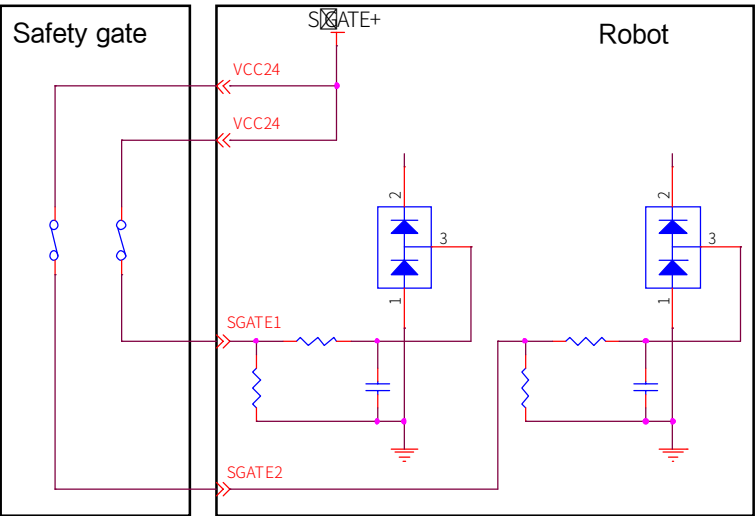 Safety gate
Robot
VCC24
VCC24
2
3
1
2
3
1
SGATE1
SGATE2